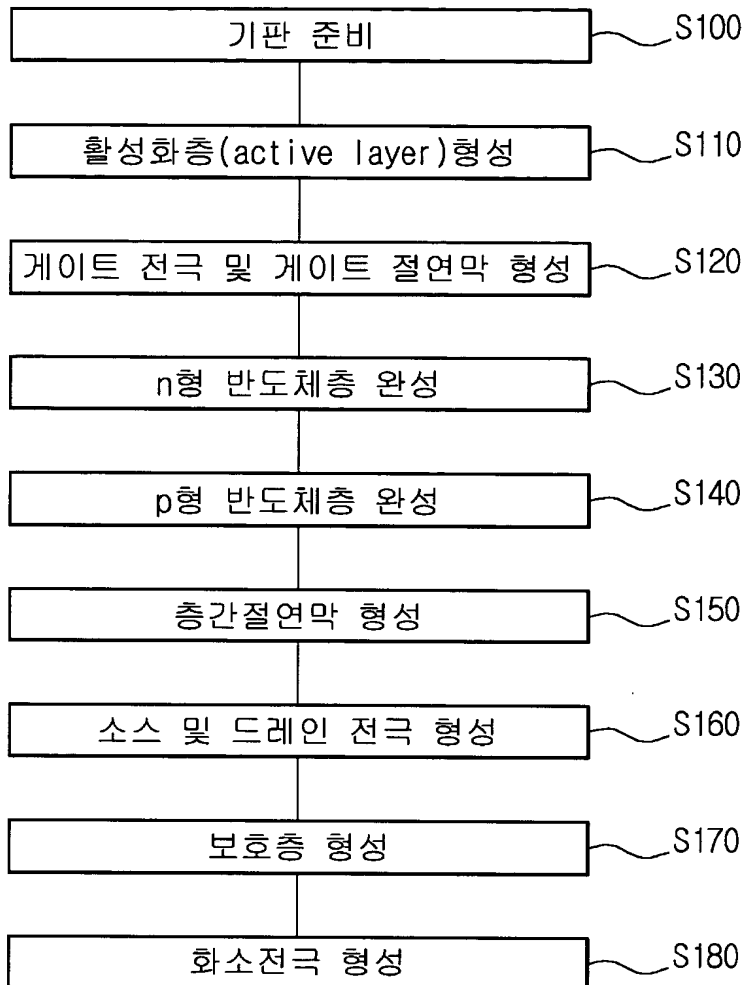 기판 준비 S100
활성화층(active layer)형성 S110
게이트 전극 및 게이트 절연막 형성 S120
n형 반도체층 완성 S130
p형 반도체층 완성 S140
층간절연막 형성 S150
소스 및 드레인 전극 형성 S160
보호층 형성 S170
화소전극 형성 S180